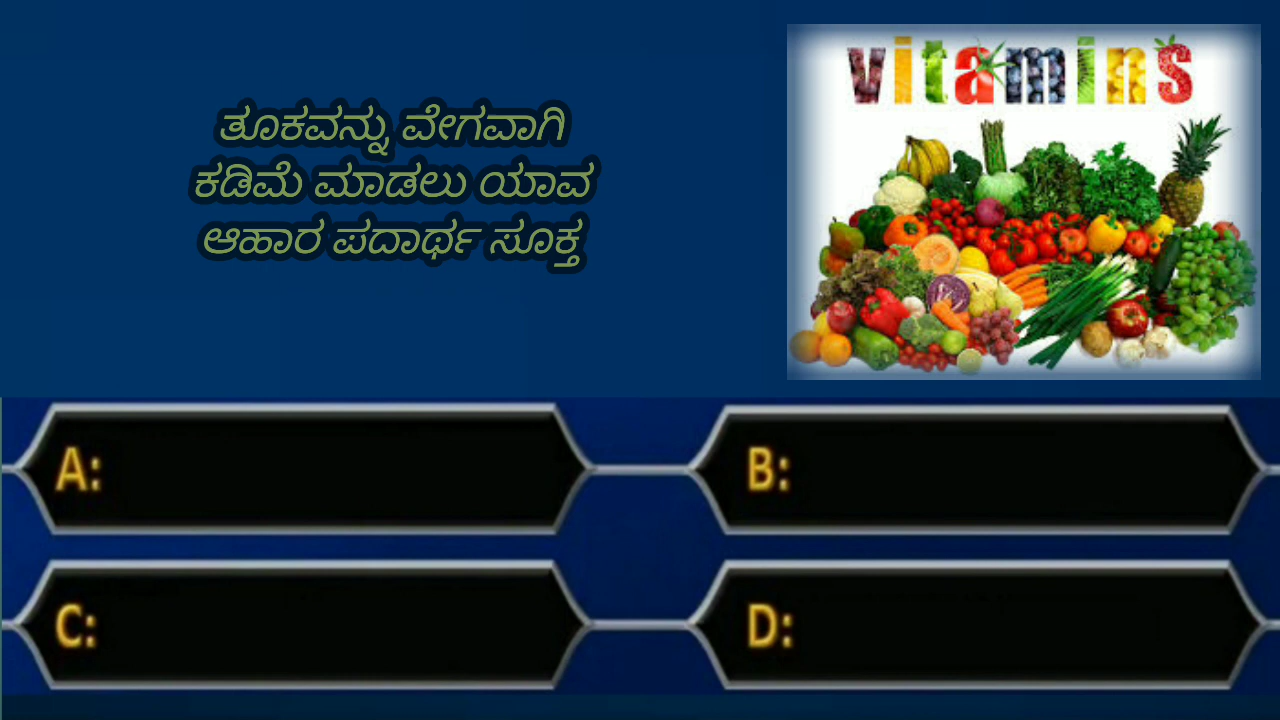 vitamins
ತೂಕವನ್ನು ವೇಗವಾಗಿ
ಕಡಿಮೆ ಮಾಡಲು ಯಾವ
ಆಹಾರ ಪದಾರ್ಥ ಸೂಕ್ತ
A:
B:
C:
D: